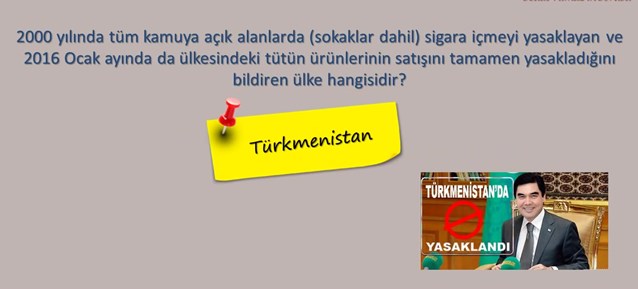 2000 yılında tüm kamuya açık alanlarda (sokaklar dahil) sigara içmeyi yasaklayan ve
2016 Ocak ayında da ülkesindeki tütün ürünlerinin satışını tamamen yasakladığını
bildiren ülke hangisidir?
Türkmenistan
TÜRKMENİSTAN'DA
YASAKLANDI